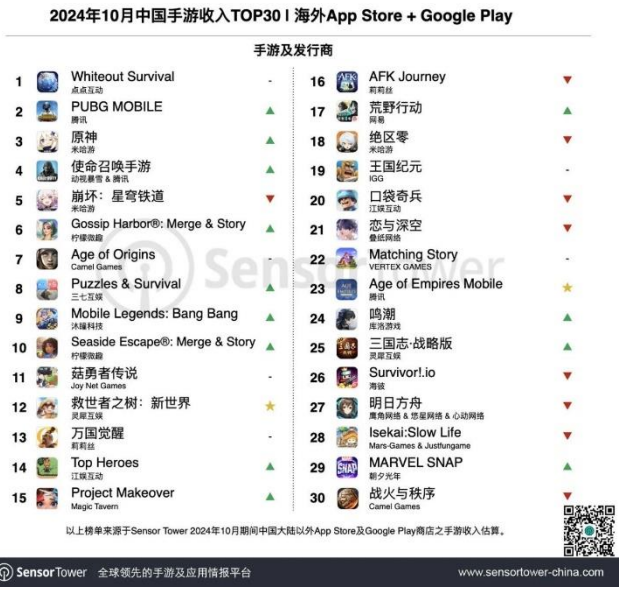 2024年10月中国手游收入TOP30 | 海外App Store + Google Play
手游及发行商
1 Whiteout Survival -
点点互动
2 PUBG MOBILE ▲
腾讯
3 原神 ▲
米哈游
4 使命召唤手游 ▲
动视暴雪 & 腾讯
5 崩坏：星穹铁道 ▼
米哈游
6 Gossip Harbor®: Merge & Story ▲
柠檬微趣
7 Age of Origins -
Camel Games
8 Puzzles & Survival ▲
三七互娱
9 Mobile Legends: Bang Bang ▲
沐瞳科技
10 Seaside Escape®: Merge & Story ▲
柠檬微趣
11 菇勇者传说 -
Joy Net Games
12 救世者之树：新世界 ★
灵犀互娱
13 万国觉醒 -
莉莉丝
14 Top Heroes ▲
江娱互动
15 Project Makeover ▲
Magic Tavern
16 AFK Journey ▼
莉莉丝
17 荒野行动 ▲
网易
18 绝区零 ▼
米哈游
19 王国纪元 -
IGG
20 口袋奇兵 ▼
江娱互动
21 恋与深空 ▼
叠纸网络
22 Matching Story -
VERTEX GAMES
23 Age of Empires Mobile ★
腾讯
24 鸣潮 ▲
库洛游戏
25 三国志·战略版 ▲
灵犀互娱
26 Survivor!.io ▼
海彼
27 明日方舟 ▼
鹰角网络 & 悠星网络 & 心动网络
28 Isekai:Slow Life ▼
Mars-Games & Justfungame
29 MARVEL SNAP ▲
朝夕光年
30 战火与秩序 ▼
Camel Games
SensorTower
以上榜单来源于Sensor Tower 2024年10月期间中国大陆以外App Store及Google Play商店之手游收入估算。
SensorTower 全球领先的手游及应用情报平台 www.sensortower-china.com